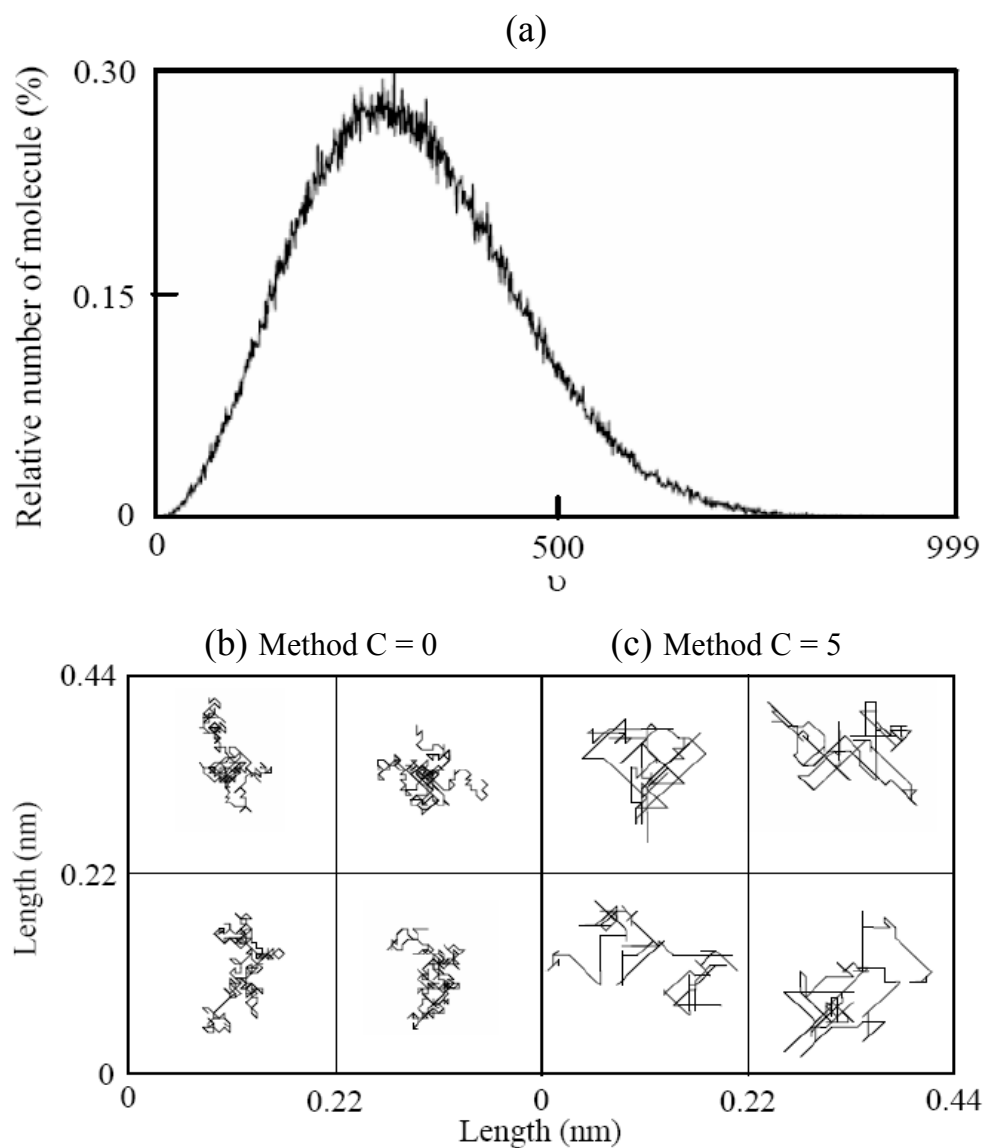 (a)
Relative number of molecule (%)
0.30
0.15
0
0
500
999
υ
(b) Method C = 0
(c) Method C = 5
Length (nm)
0.44
0.22
0
0
0.22
0
0.22
0.44
Length (nm)